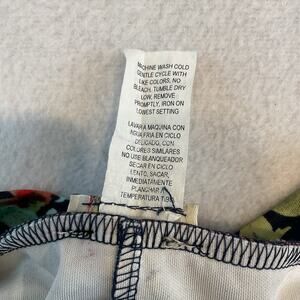 MACHINE WASH COLD
GENTLE CYCLE WITH
LIKE COLORS, NO
BLEACH, TUMBLE DRY
LOW, REMOVE
PROMPTLY, IRON ON
LOWEST SETTING
LAVAR A MAQUINA CON
AGUA FRIA EN CICLO
DELICADO, CON
COLORES SIMILARES
NO USE BLANQUEADOR
SECAR EN CICLO
LENTO, SACAR,
INMEDIATAMENTE
PLANCHAR A
TEMPERATURA TIBIA